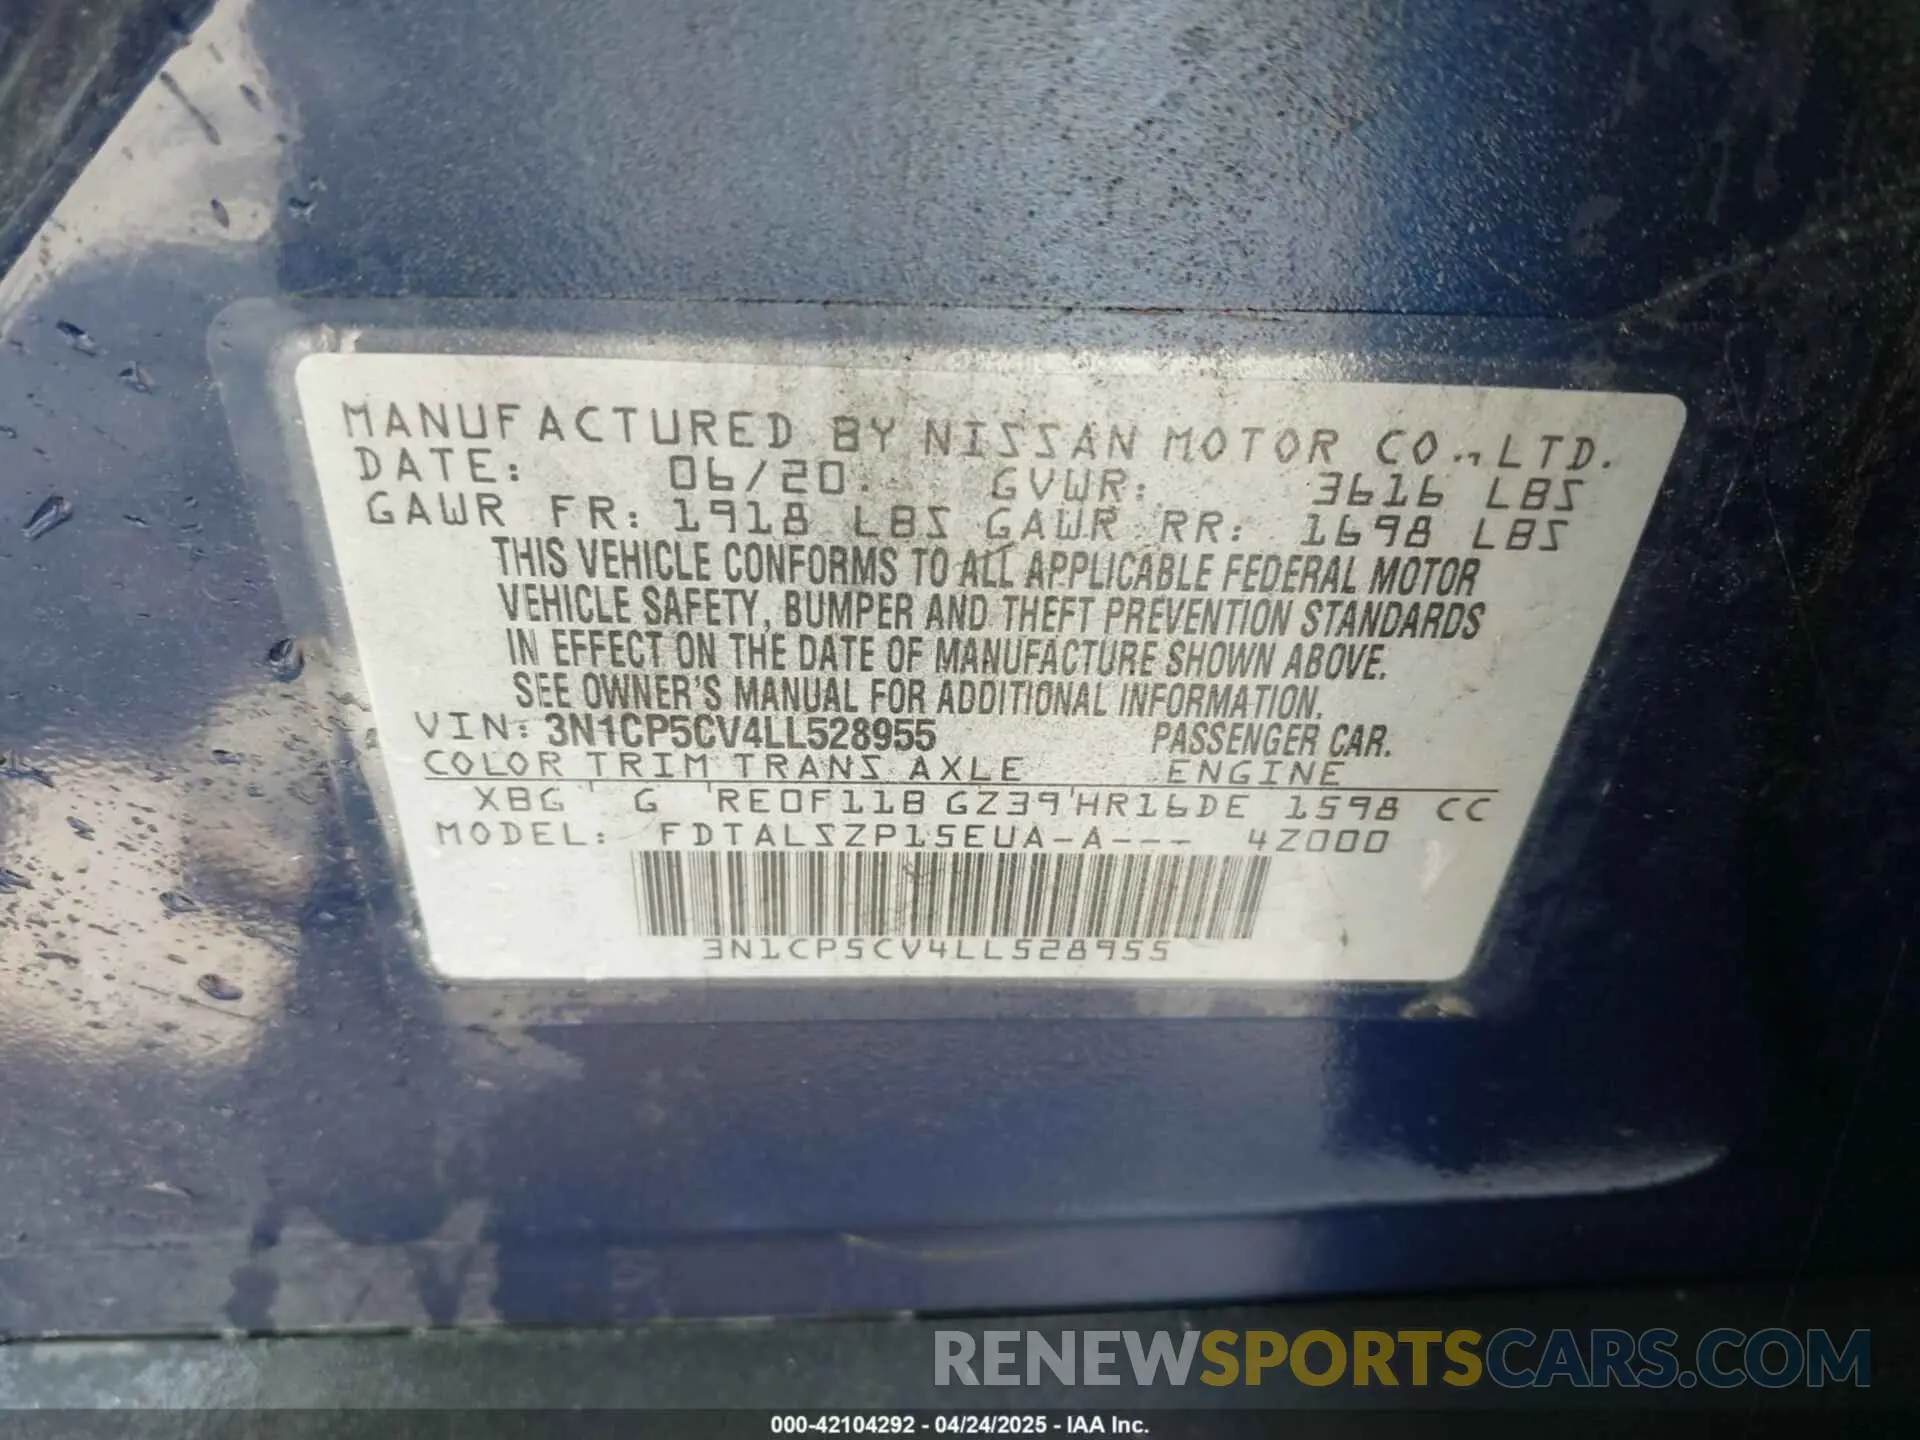 MANUFACTURED BY NISSAN MOTOR CO., LTD.
DATE: 06/20. GVWR: 3616 LBS
GAWR FR: 1918 LBS GAWR RR: 1698 LBS
THIS VEHICLE CONFORMS TO ALL APPLICABLE FEDERAL MOTOR
VEHICLE SAFETY, BUMPER AND THEFT PREVENTION STANDARDS
IN EFFECT ON THE DATE OF MANUFACTURE SHOWN ABOVE.
SEE OWNER'S MANUAL FOR ADDITIONAL INFORMATION.
VIN: 3N1CP5CV4LL528955 PASSENGER CAR.
COLOR TRIM TRANS AXLE ENGINE
XBG ' G 'RE0F11B GZ39'HR16DE 1598 CC
MODEL: FDTALSZP15EUA-A--- 4Z000
3N1CP5CV4LL528955
RENEWSPORTSCARS.COM
000-42104292 - 04/24/2025 - IAA Inc.